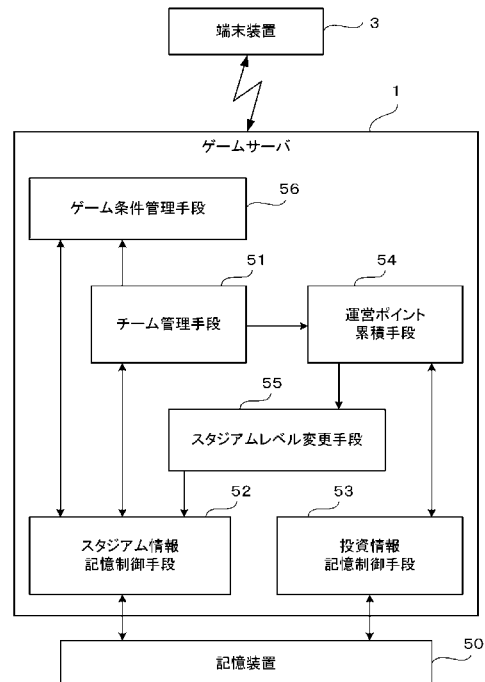 端末装置
3
1
ゲームサーバ
ゲーム条件管理手段
56
51
チーム管理手段
54
運営ポイント
累積手段
55
スタジアムレベル変更手段
52
スタジアム情報
記憶制御手段
53
投資情報
記憶制御手段
記憶装置
50